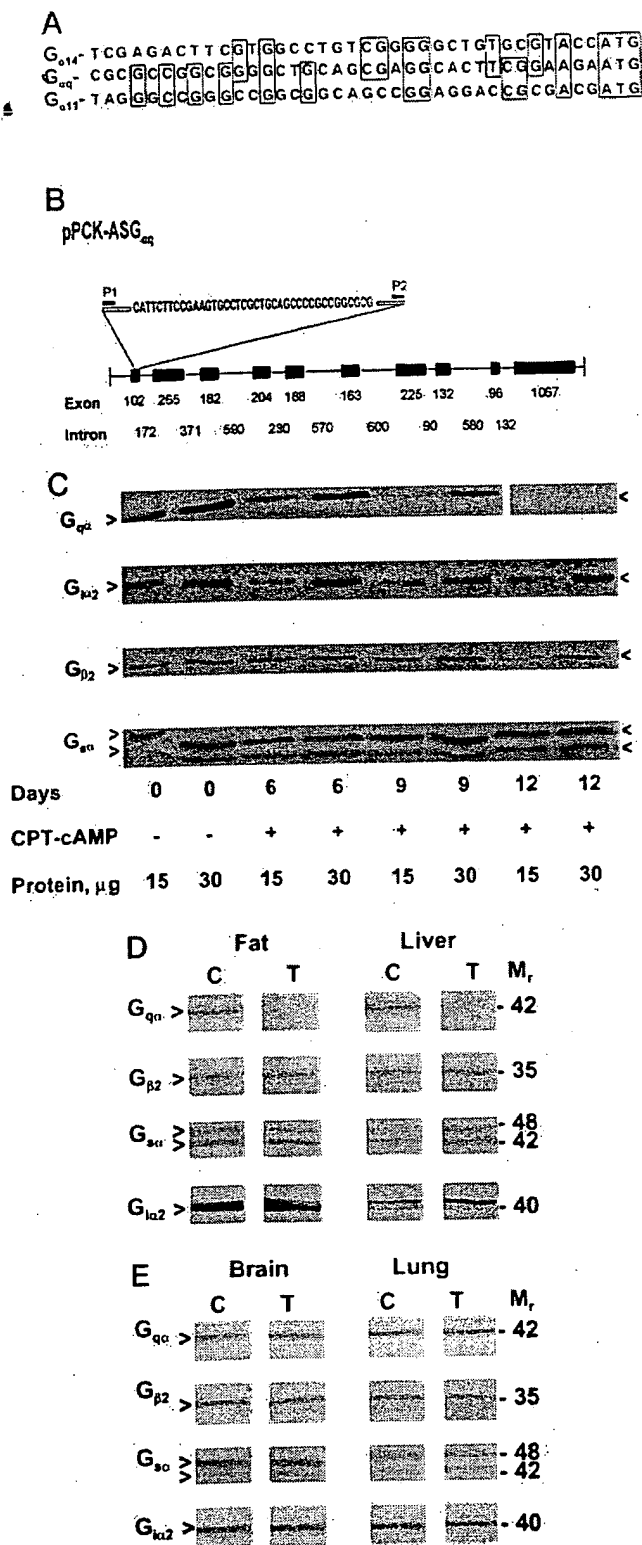 A
Gα14- TCGAGACTTCGTGGCCTGTCGGGGGCTGTGCGTACCATG
Gαq- CGCGCCGGCGGGGCTGCAGCGAGGCACTTCGGAAGAATG
Gα11- TAGGGCCGGGCCGGCGGCAGCCGGAGGACCGCGACGATG
B
pPCK-ASGαq
P1 P2
CATTCTTCCGAAGTGCCTCGCTGCAGCCCCGCCGGCGCG
Exon 102 255 182 204 188 163 225 132 96 1067
Intron 172 371 590 230 570 600 90 580 132
C
Gqα > <
Giα2 > <
Gβ2 > <
Gsα > > < <
Days 0 0 6 6 9 9 12 12
CPT-cAMP - - + + + + + +
Protein, μg 15 30 15 30 15 30 15 30
D Fat Liver
C T C T Mr
Gqα > - 42
Gβ2 > - 35
Gsα > > - 48 - 42
Giα2 > - 40
E Brain Lung
C T C T Mr
Gqα > - 42
Gβ2 > - 35
Gsα > > - 48 - 42
Giα2 > - 40